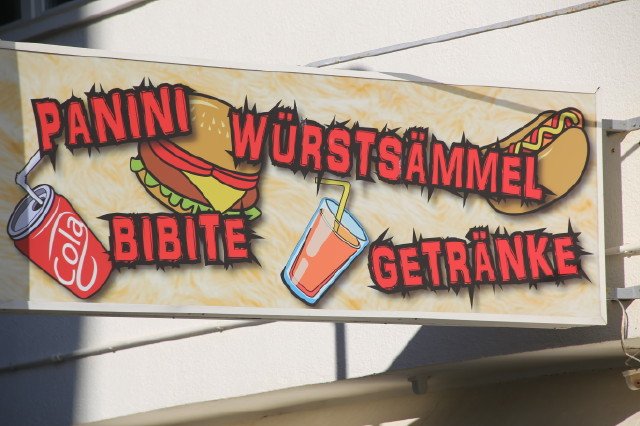 PANINI WÜRSTSÄMMEL
BIBITE GETRÄNKE
Cola